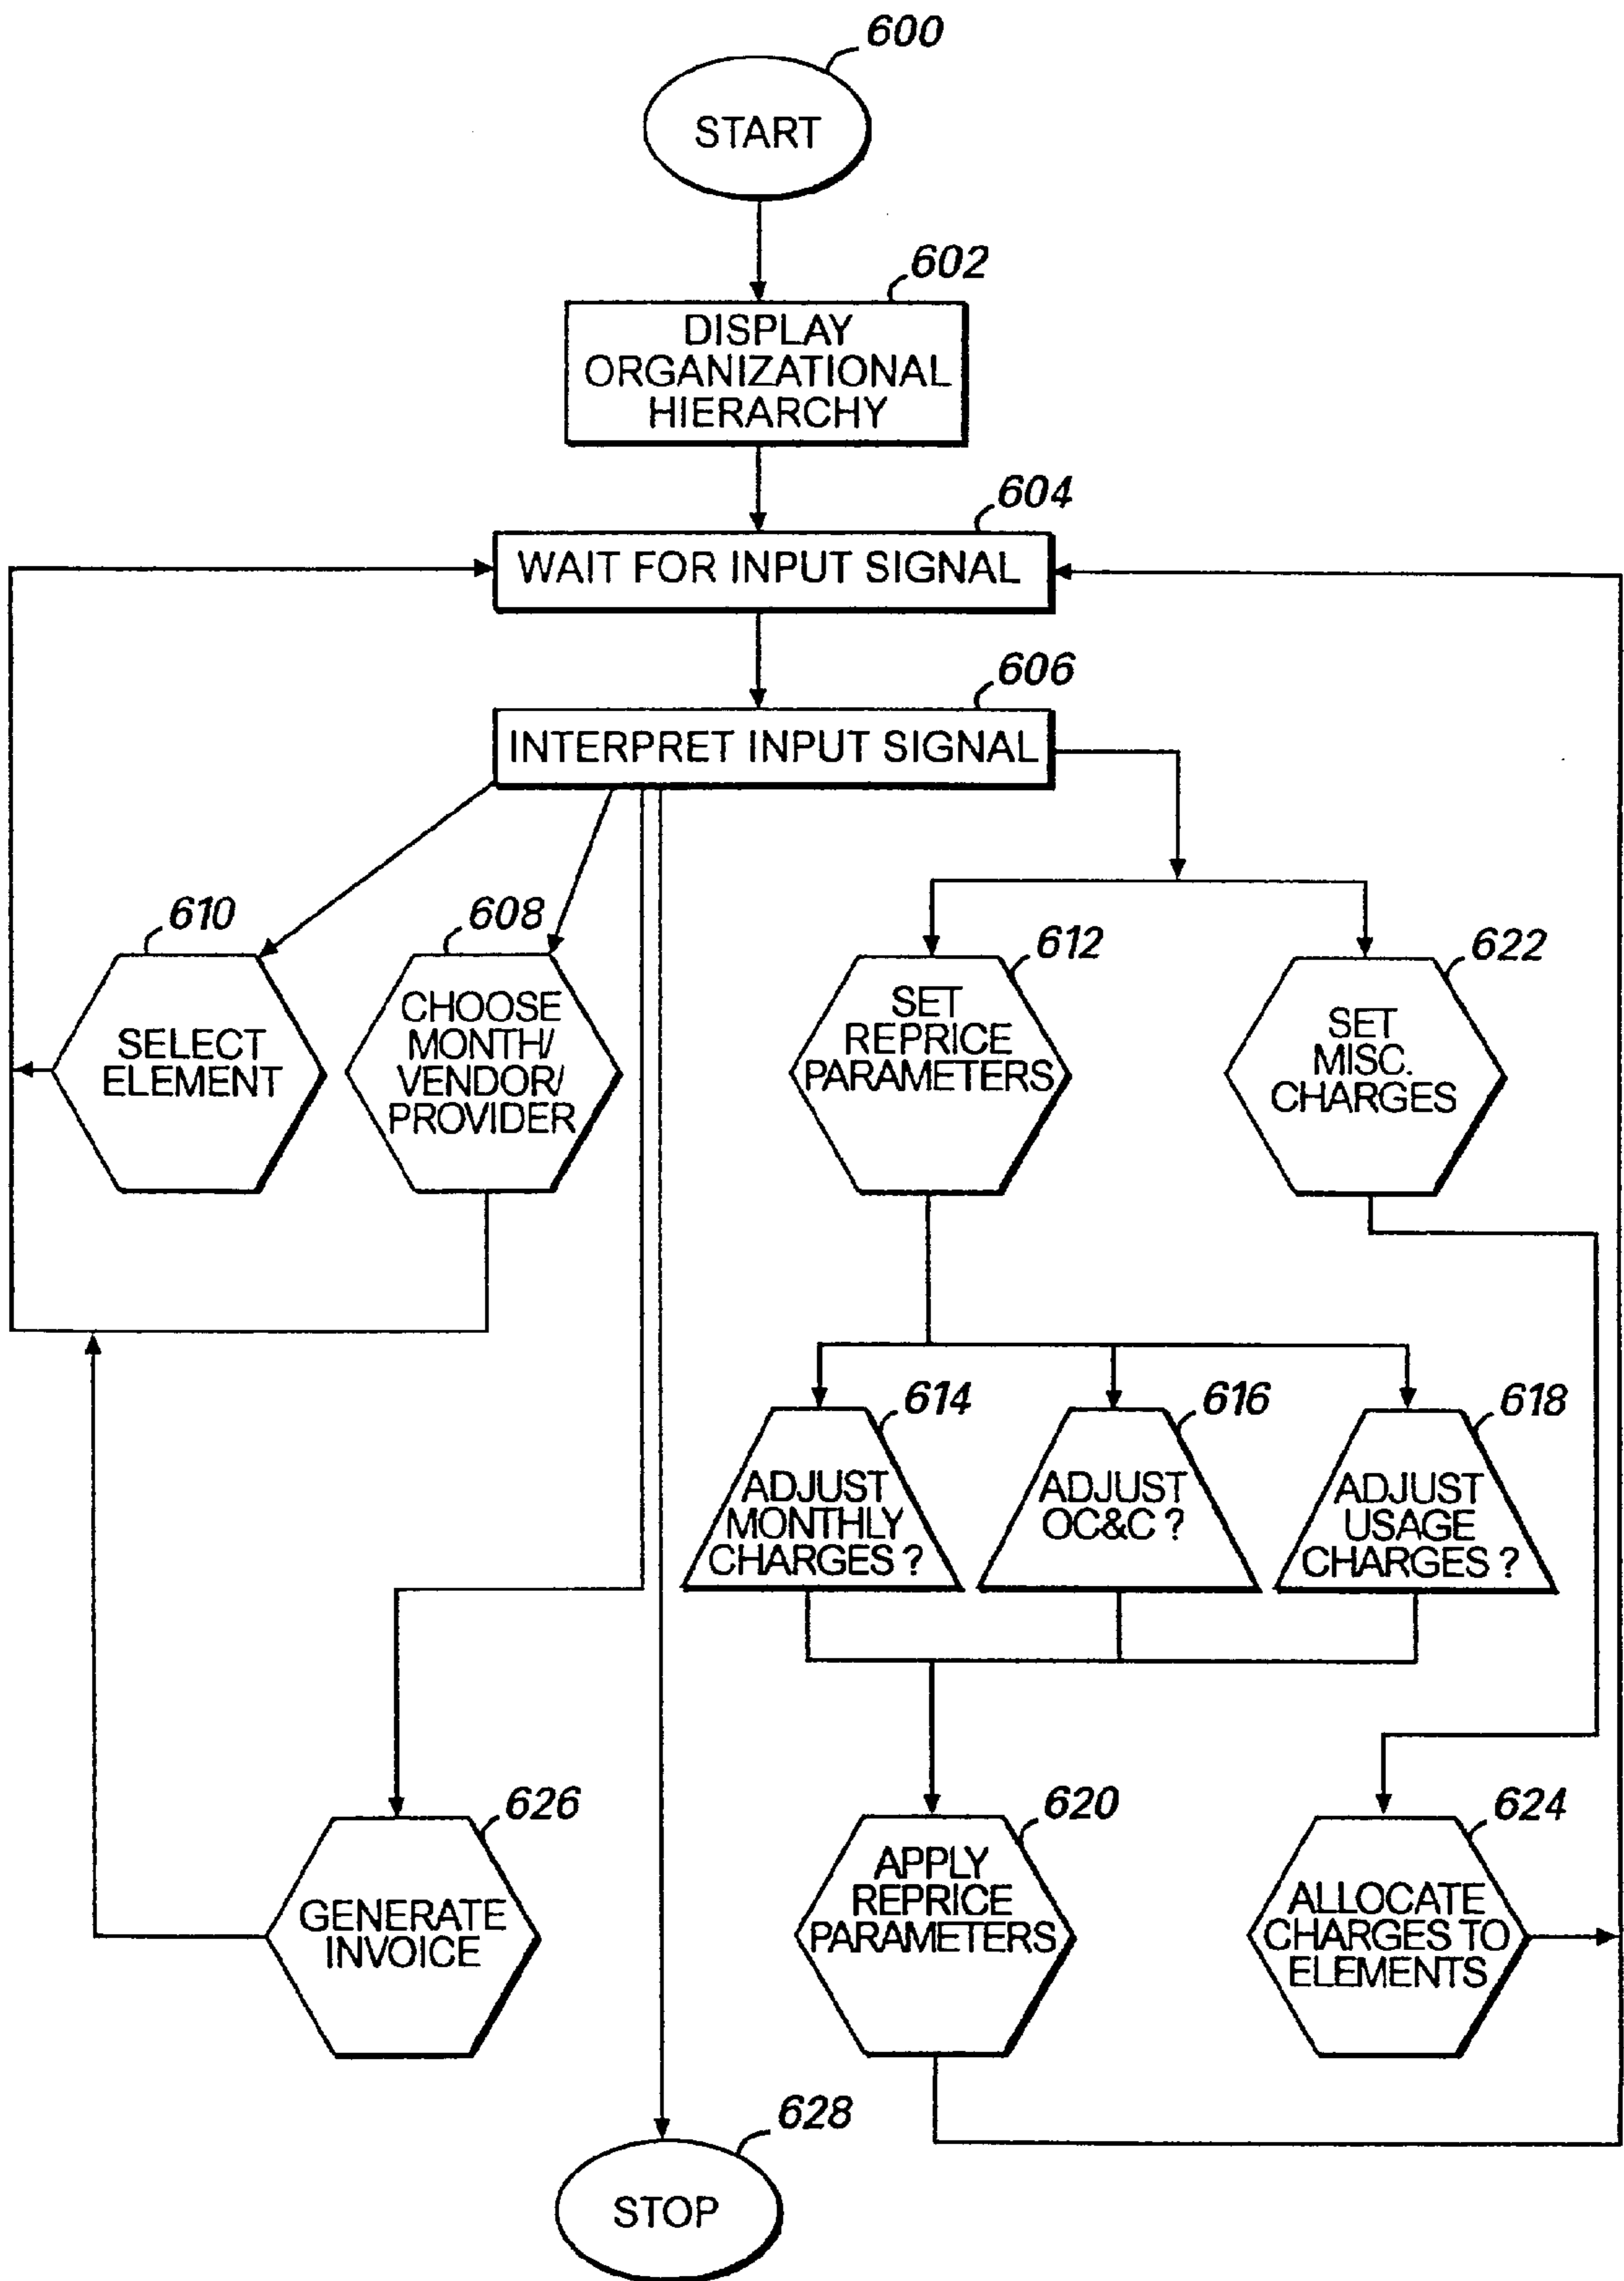 600
START
602
DISPLAY
ORGANIZATIONAL
HIERARCHY
604
WAIT FOR INPUT SIGNAL
606
INTERPRET INPUT SIGNAL
610
SELECT
ELEMENT
608
CHOOSE
MONTH/
VENDOR/
PROVIDER
612
SET
REPRICE
PARAMETERS
622
SET
MISC.
CHARGES
614
ADJUST
MONTHLY
CHARGES ?
616
ADJUST
OC&C ?
618
ADJUST
USAGE
CHARGES ?
626
GENERATE
INVOICE
620
APPLY
REPRICE
PARAMETERS
624
ALLOCATE
CHARGES TO
ELEMENTS
628
STOP